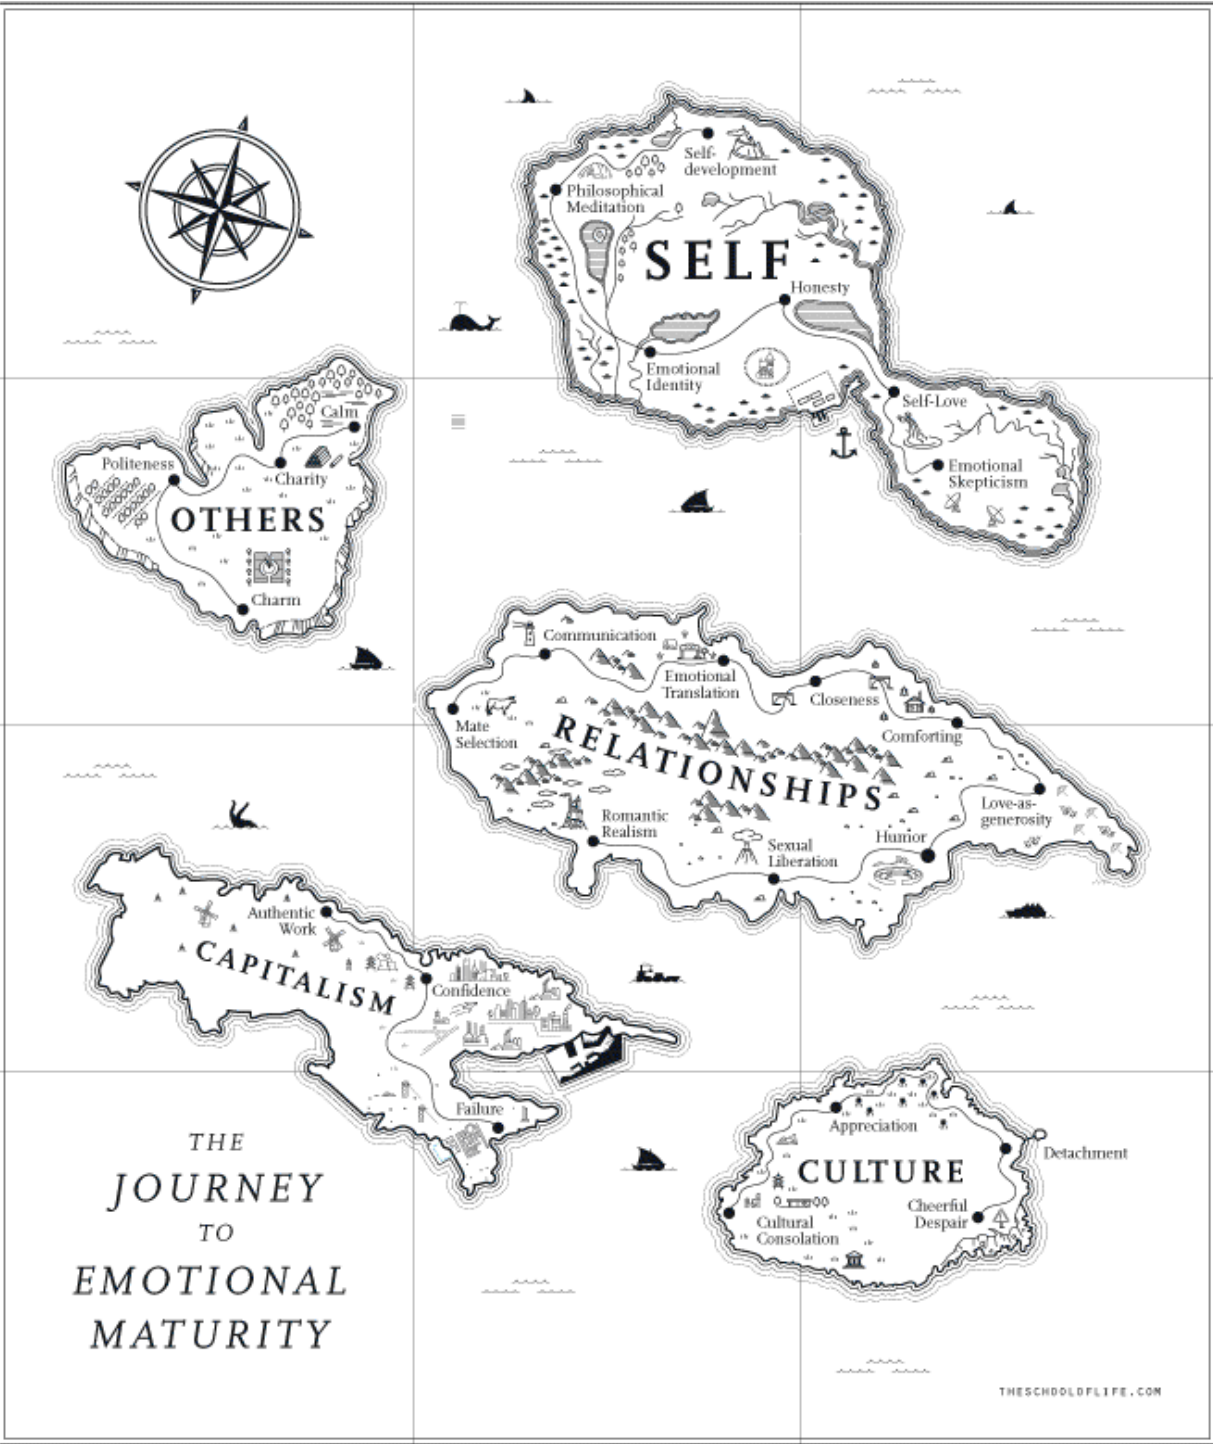 Self-
development
Philosophical
Meditation
SELF
Honesty
Emotional
Identity
Self-Love
Emotional
Skepticism
Calm
Politeness
Charity
OTHERS
Charm
Communication
Emotional
Translation
Closeness
Mate
Selection
Comforting
RELATIONSHIPS
Romantic
Realism
Love-as-
generosity
Humor
Sexual
Liberation
Authentic
Work
CAPITALISM
Confidence
Failure
Appreciation
Detachment
CULTURE
Cheerful
Despair
Cultural
Consolation
THE
JOURNEY
TO
EMOTIONAL
MATURITY
THESCHOOLOFLIFE.COM